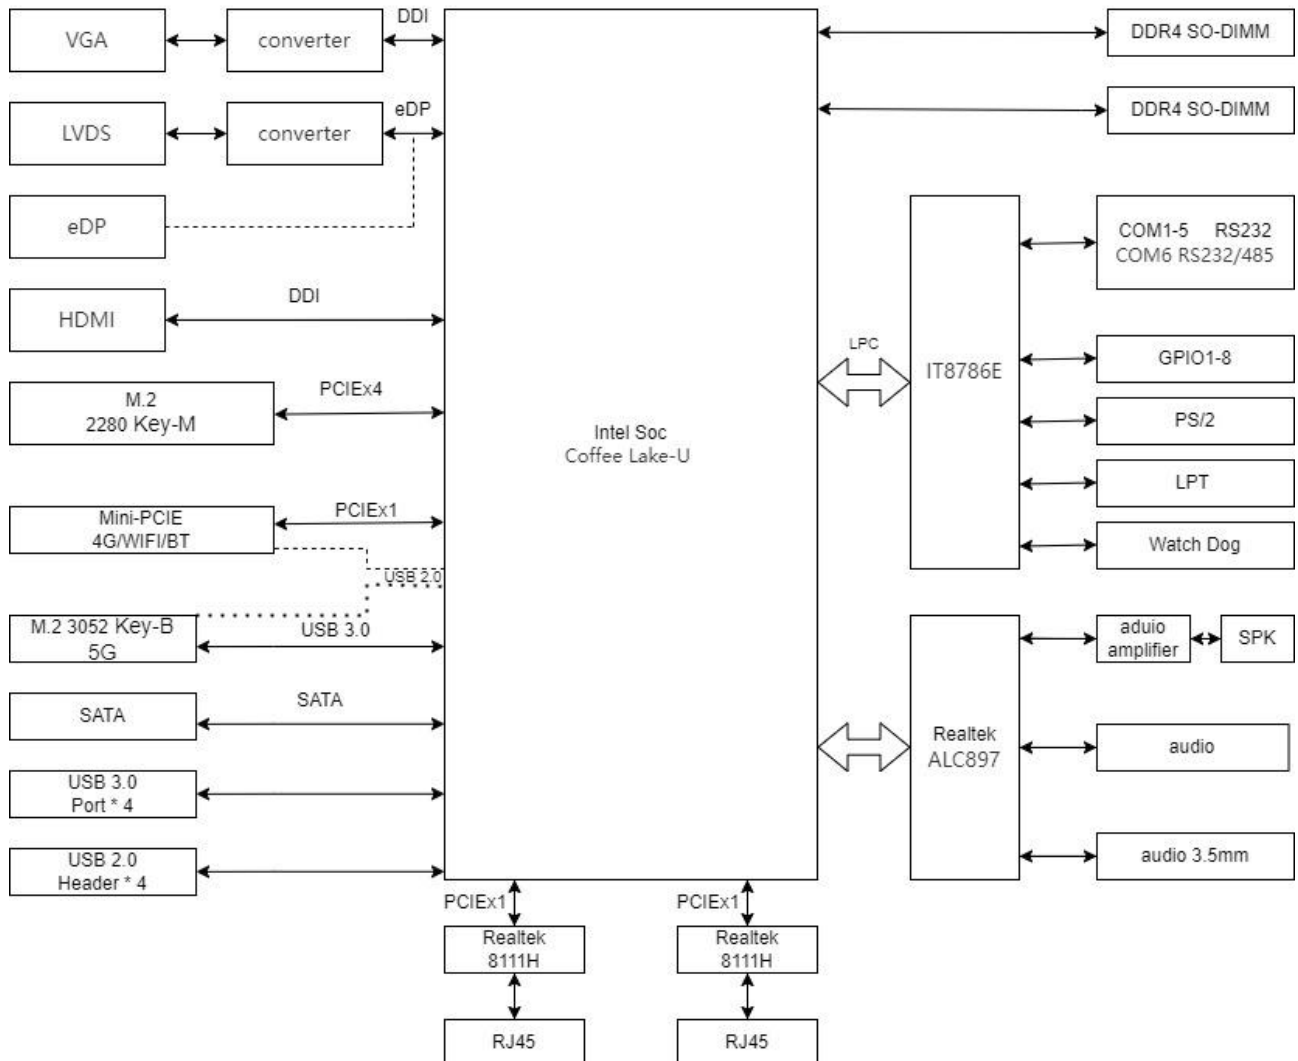 VGA
converter
DDI
LVDS
converter
eDP
eDP
HDMI
DDI
M.2
2280 Key-M
PCIEx4
Mini-PCIE
4G/WIFI/BT
PCIEx1
USB 2.0
M.2 3052 Key-B
5G
USB 3.0
SATA
SATA
USB 3.0
Port * 4
USB 2.0
Header * 4
Intel Soc
Coffee Lake-U
PCIEx1
Realtek
8111H
RJ45
PCIEx1
Realtek
8111H
RJ45
DDR4 SO-DIMM
DDR4 SO-DIMM
LPC
IT8786E
COM1-5 RS232
COM6 RS232/485
GPIO1-8
PS/2
LPT
Watch Dog
Realtek
ALC897
aduio
amplifier
SPK
audio
audio 3.5mm